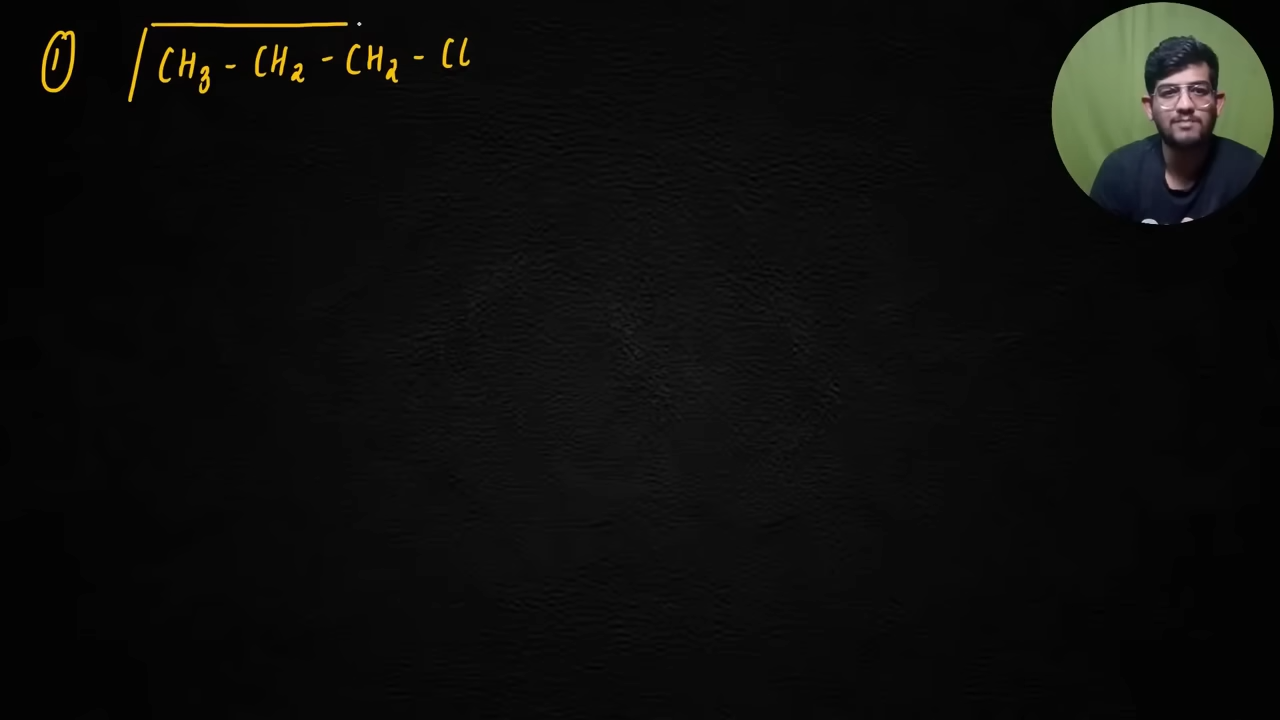 ① CH₃ - CH₂ - CH₂ - Cl